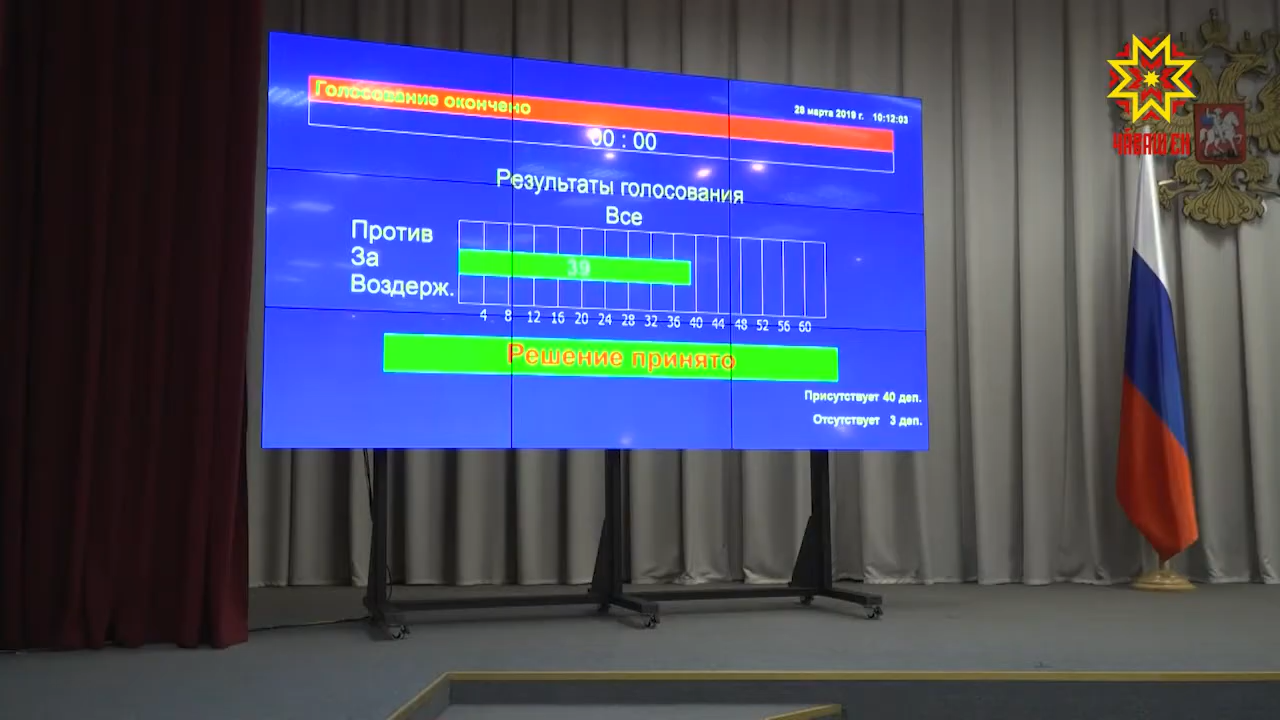 Голосование окончено
28 марта 2019 г. 10:12:03
00 : 00
Результаты голосования
Все
Против
За
39
Воздерж.
4 8 12 16 20 24 28 32 36 40 44 48 52 56 60
Решение принято
Присутствует 40 деп.
Отсутствует 3 деп.
ЧӐВАШ ЕН